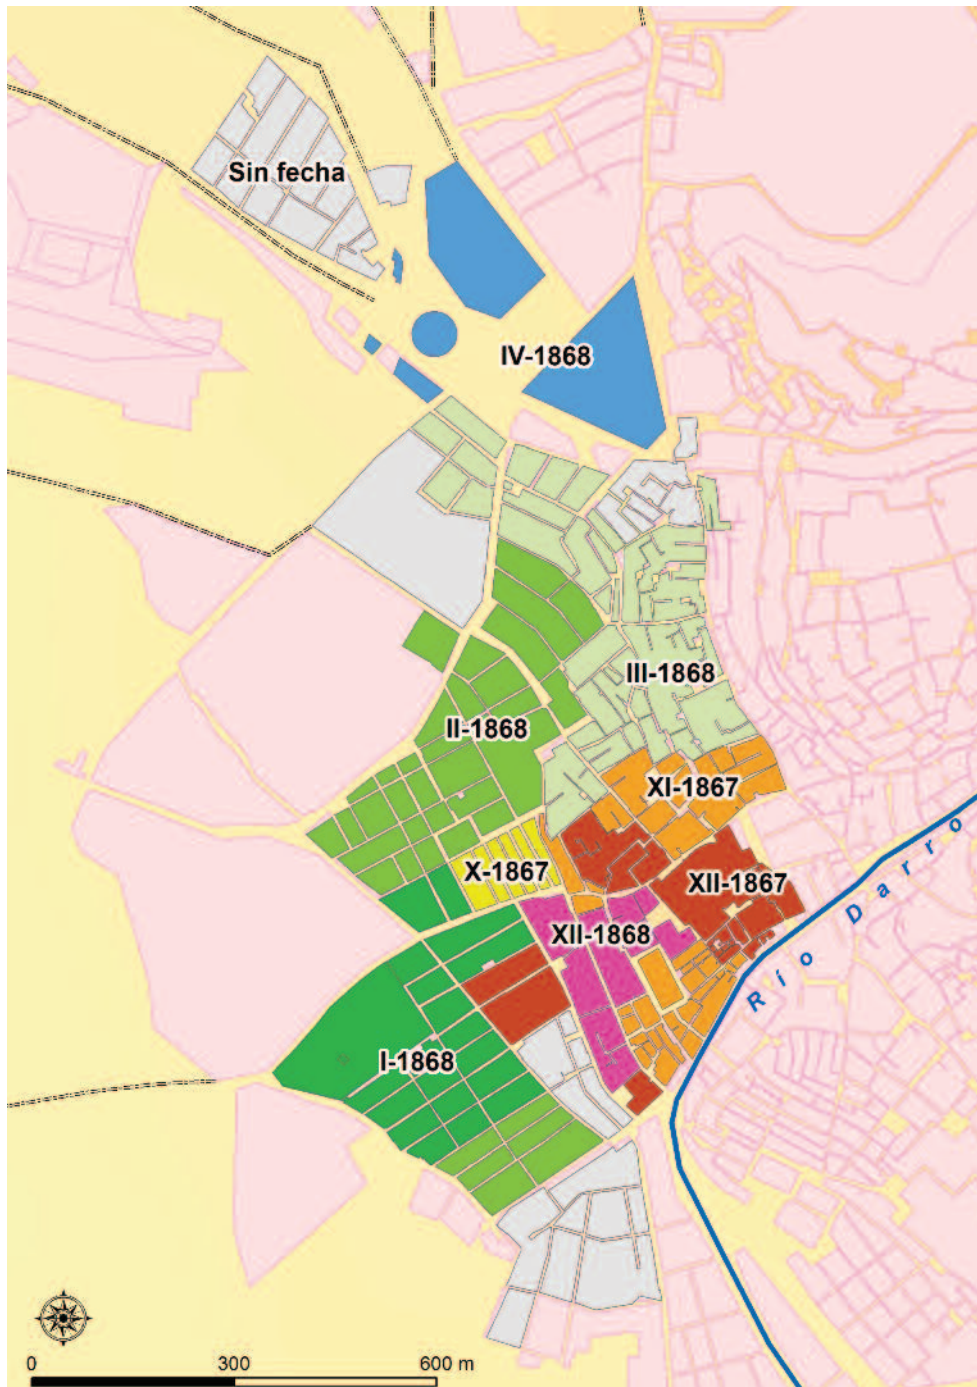 Sin fecha
IV-1868
III-1868
II-1868
XI-1867
X-1867
XII-1867
XII-1868
Río Darro
I-1868
0 300 600 m